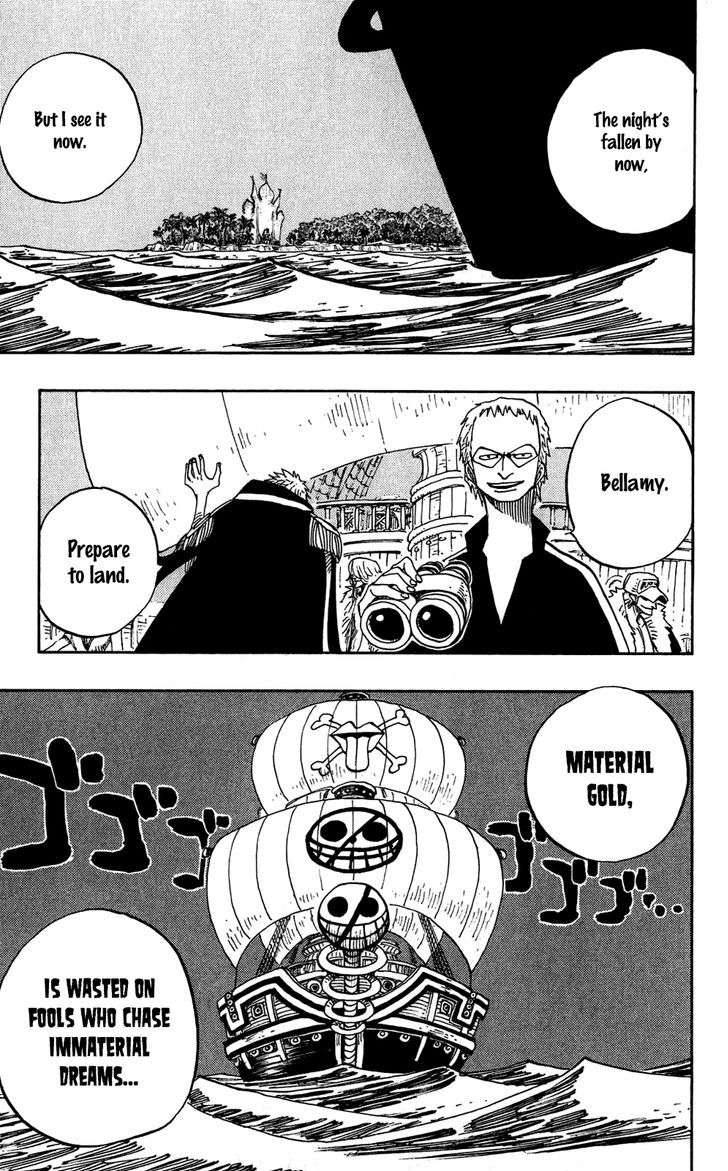 The night's
fallen by
now,
But I see it
now.
Bellamy.
Prepare
to land.
MATERIAL
GOLD,
ゴゴゴ
ゴゴゴ..
IS WASTED ON
FOOLS WHO CHASE
IMMATERIAL
DREAMS...